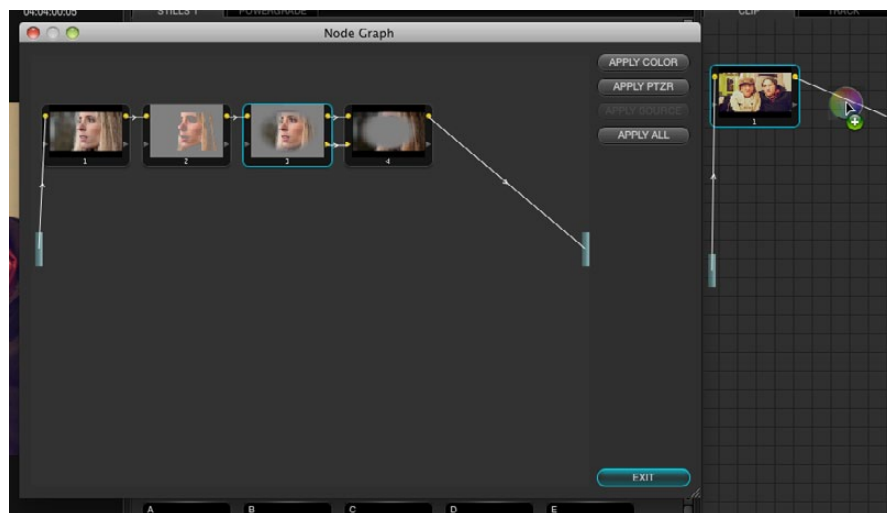 04:04:00:05
STILLS 1
POWERGRADE
CLIP
TRACK
Node Graph
APPLY COLOR
APPLY PTZR
APPLY SOURCE
APPLY ALL
1
2
3
4
1
EXIT
A
B
C
D
E